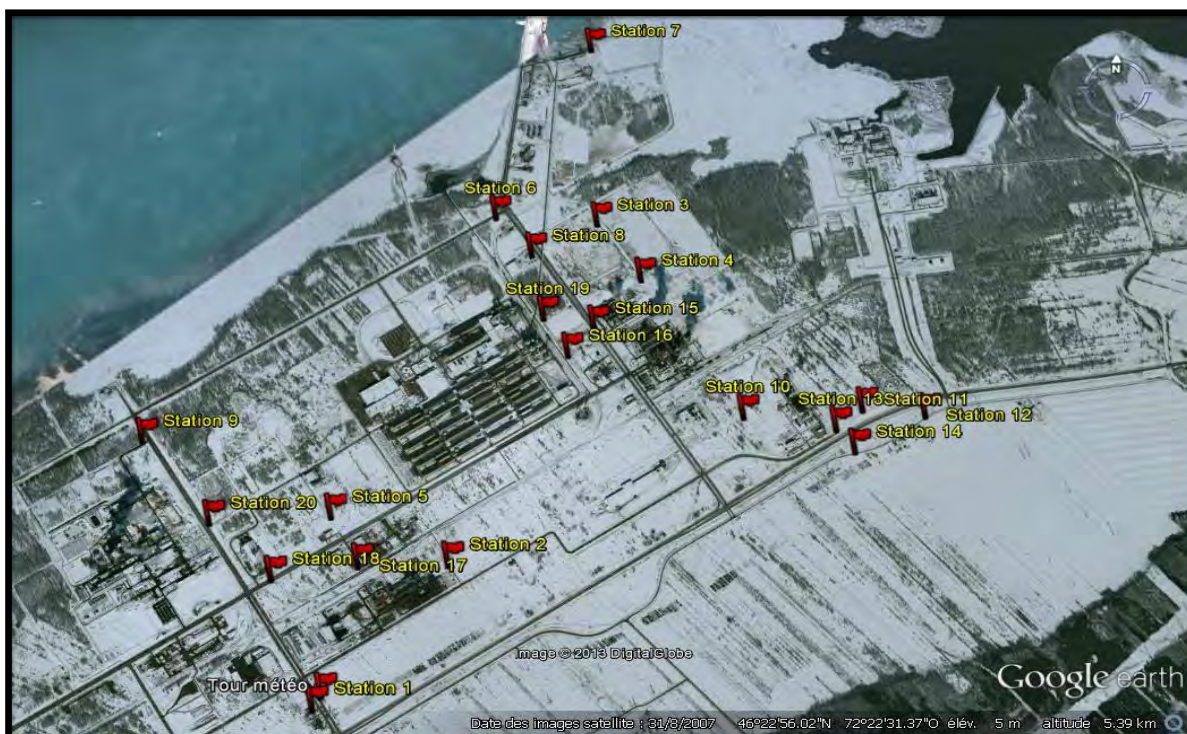 Station 7
N
Station 6
Station 3
Station 8
Station 4
Station 19
Station 15
Station 16
Station 10
Station 13
Station 11
Station 12
Station 14
Station 9
Station 20
Station 5
Station 2
Station 18
Station 17
Image © 2013 DigitalGlobe
Tour météo
Station 1
Google earth
Date des images satellite : 31/8/2007 46°22'56.02"N 72°22'31.37"O élév. 5 m altitude 5.39 km